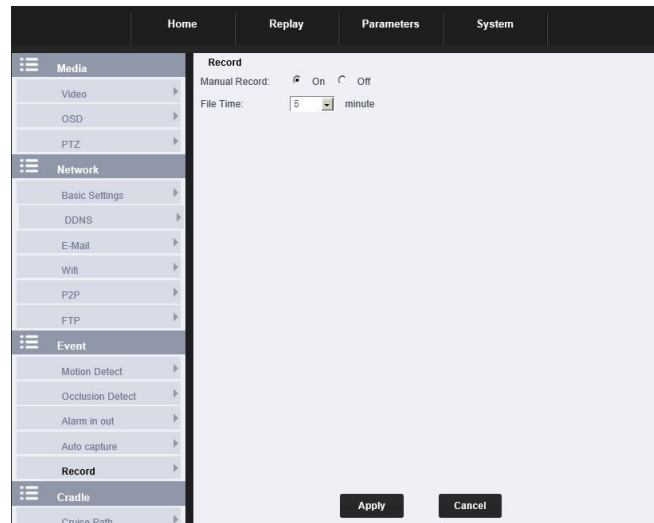 Home Replay Parameters System
Media
Video
OSD
PTZ
Network
Basic Settings
DDNS
E-Mail
Wifi
P2P
FTP
Event
Motion Detect
Occlusion Detect
Alarm in out
Auto capture
Record
Cradle
Cruise Path
Record
Manual Record: On Off
File Time: 5 minute
Apply Cancel